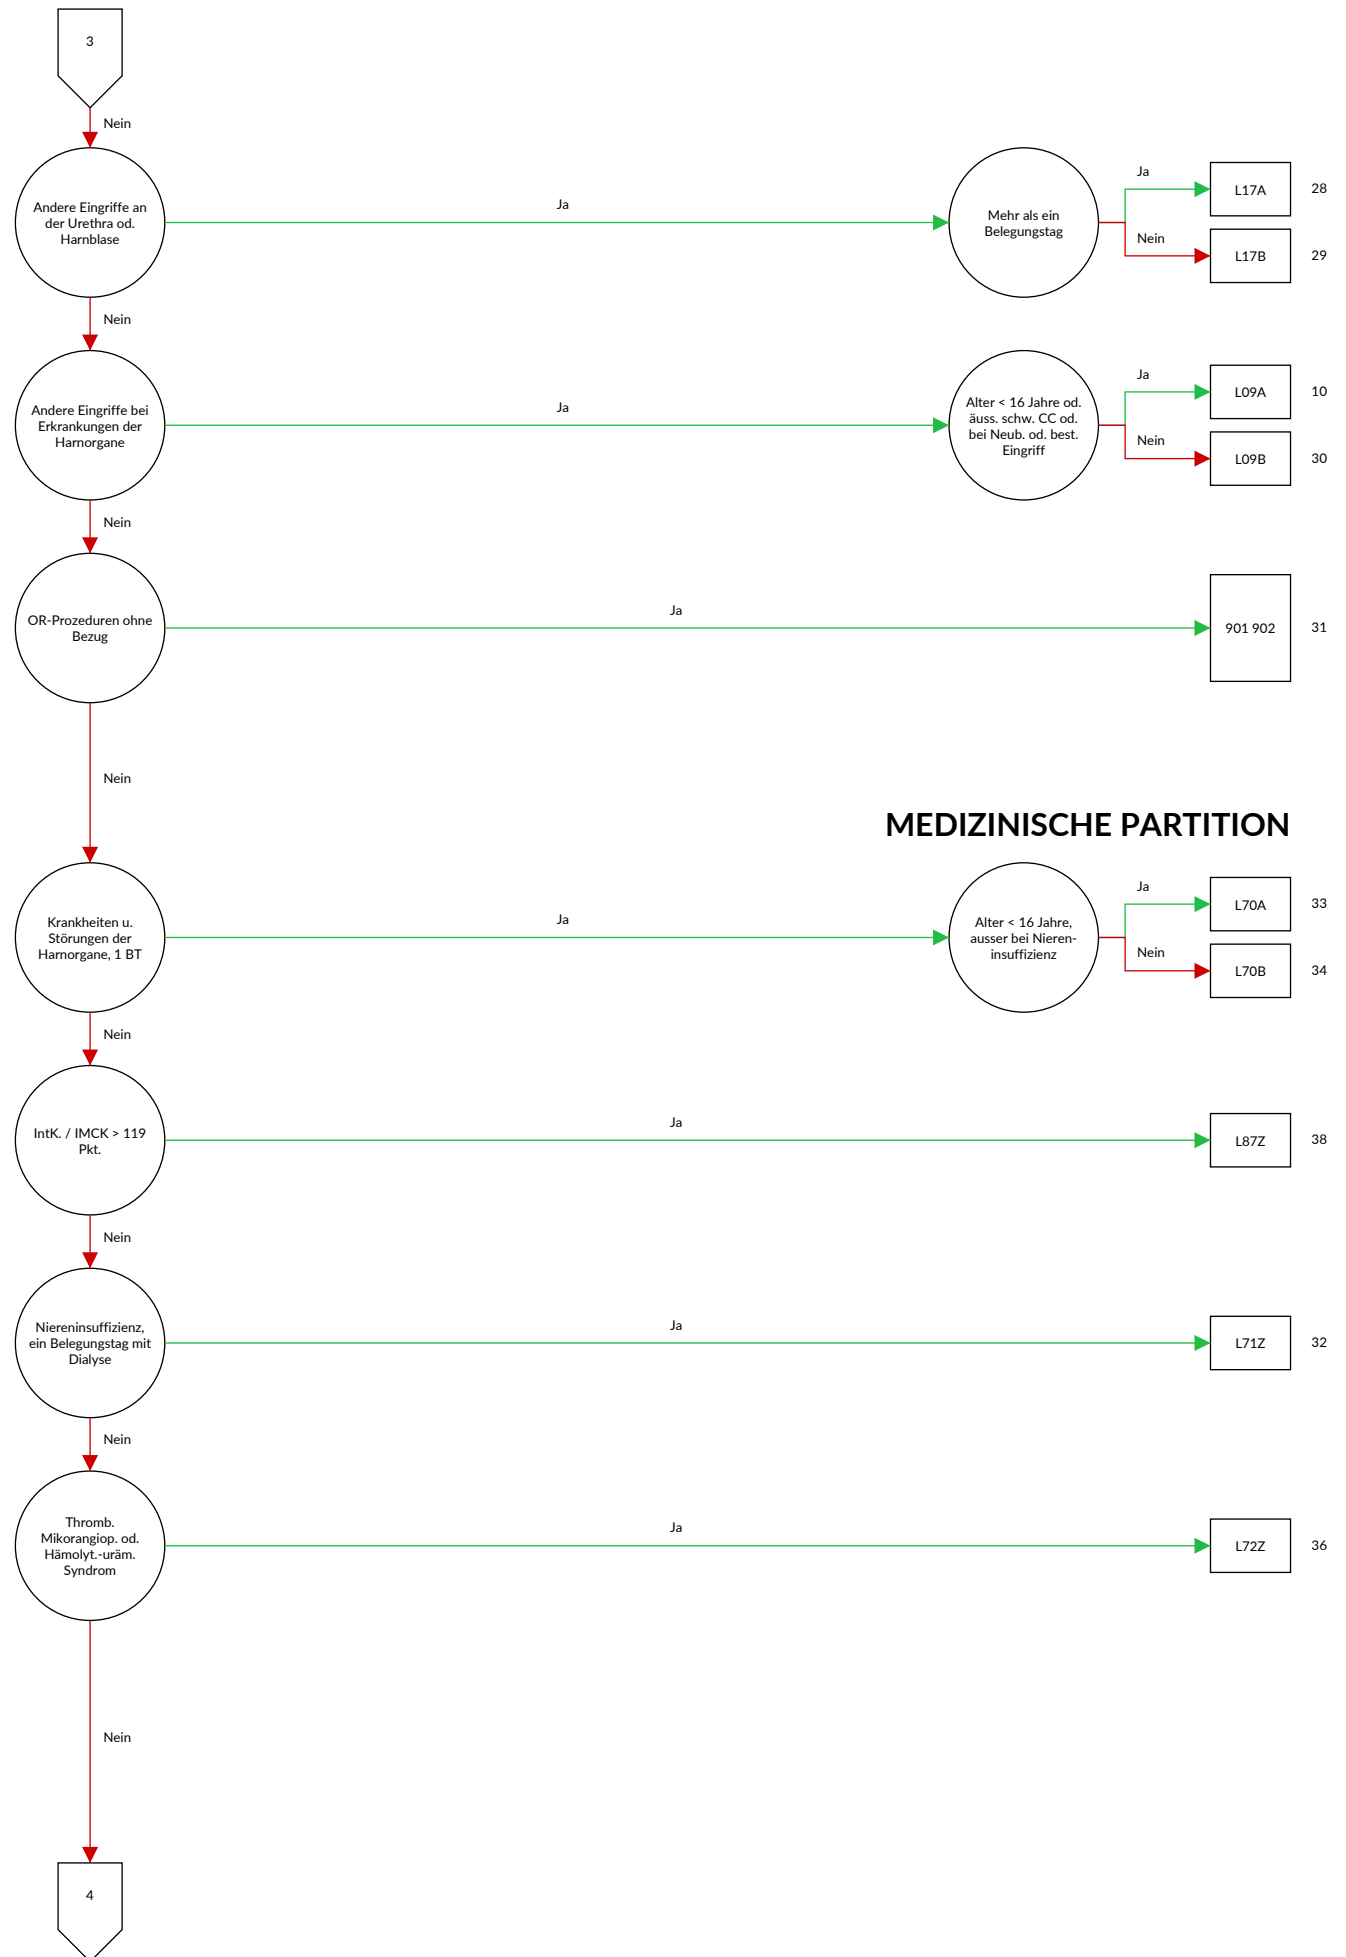 3
Nein
Andere Eingriffe an
der Urethra od.
Harnblase
Ja
Mehr als ein
Belegungstag
Ja
L17A
28
Nein
L17B
29
Nein
Andere Eingriffe bei
Erkrankungen der
Harnorgane
Ja
Alter < 16 Jahre od.
äuss. schw. CC od.
bei Neub. od. best.
Eingriff
Ja
L09A
10
Nein
L09B
30
Nein
OR-Prozeduren ohne
Bezug
Ja
901 902
31
Nein
MEDIZINISCHE PARTITION
Krankheiten u.
Störungen der
Harnorgane, 1 BT
Ja
Alter < 16 Jahre,
ausser bei Nieren-
insuffizienz
Ja
L70A
33
Nein
L70B
34
Nein
IntK. / IMCK > 119
Pkt.
Ja
L87Z
38
Nein
Niereninsuffizienz,
ein Belegungstag mit
Dialyse
Ja
L71Z
32
Nein
Thromb.
Mikorangiop. od.
Hämolyt.-uräm.
Syndrom
Ja
L72Z
36
Nein
4